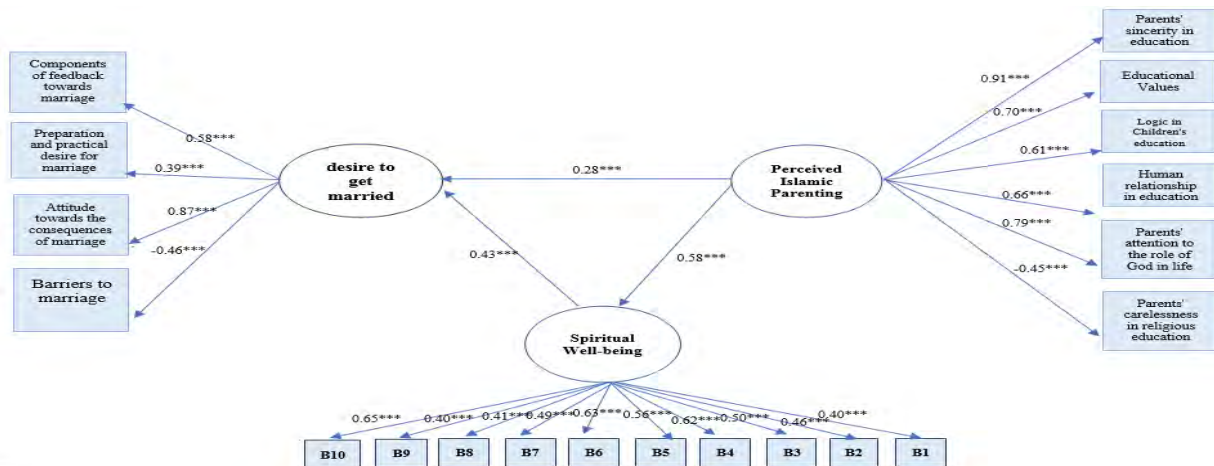 Components
of feedback
towards
marriage
Preparation
and practical
desire for
marriage
Attitude
towards the
consequences
of marriage
Barriers to
marriage
0.58***
0.39***
0.87***
-0.46***
desire to
get
married
0.28***
0.43***
0.58***
Perceived
Islamic
Parenting
Spiritual
Well-being
0.91***
0.70***
0.61***
0.66***
0.79***
-0.45***
Parents'
sincerity in
education
Educational
Values
Logic in
Children's
education
Human
relationship
in education
Parents'
attention to
the role of
God in life
Parents'
carelessness
in religious
education
0.65***
0.40***
0.41***
0.49***
0.63***
0.56***
0.62***
0.50***
0.46***
0.40***
B10
B9
B8
B7
B6
B5
B4
B3
B2
B1